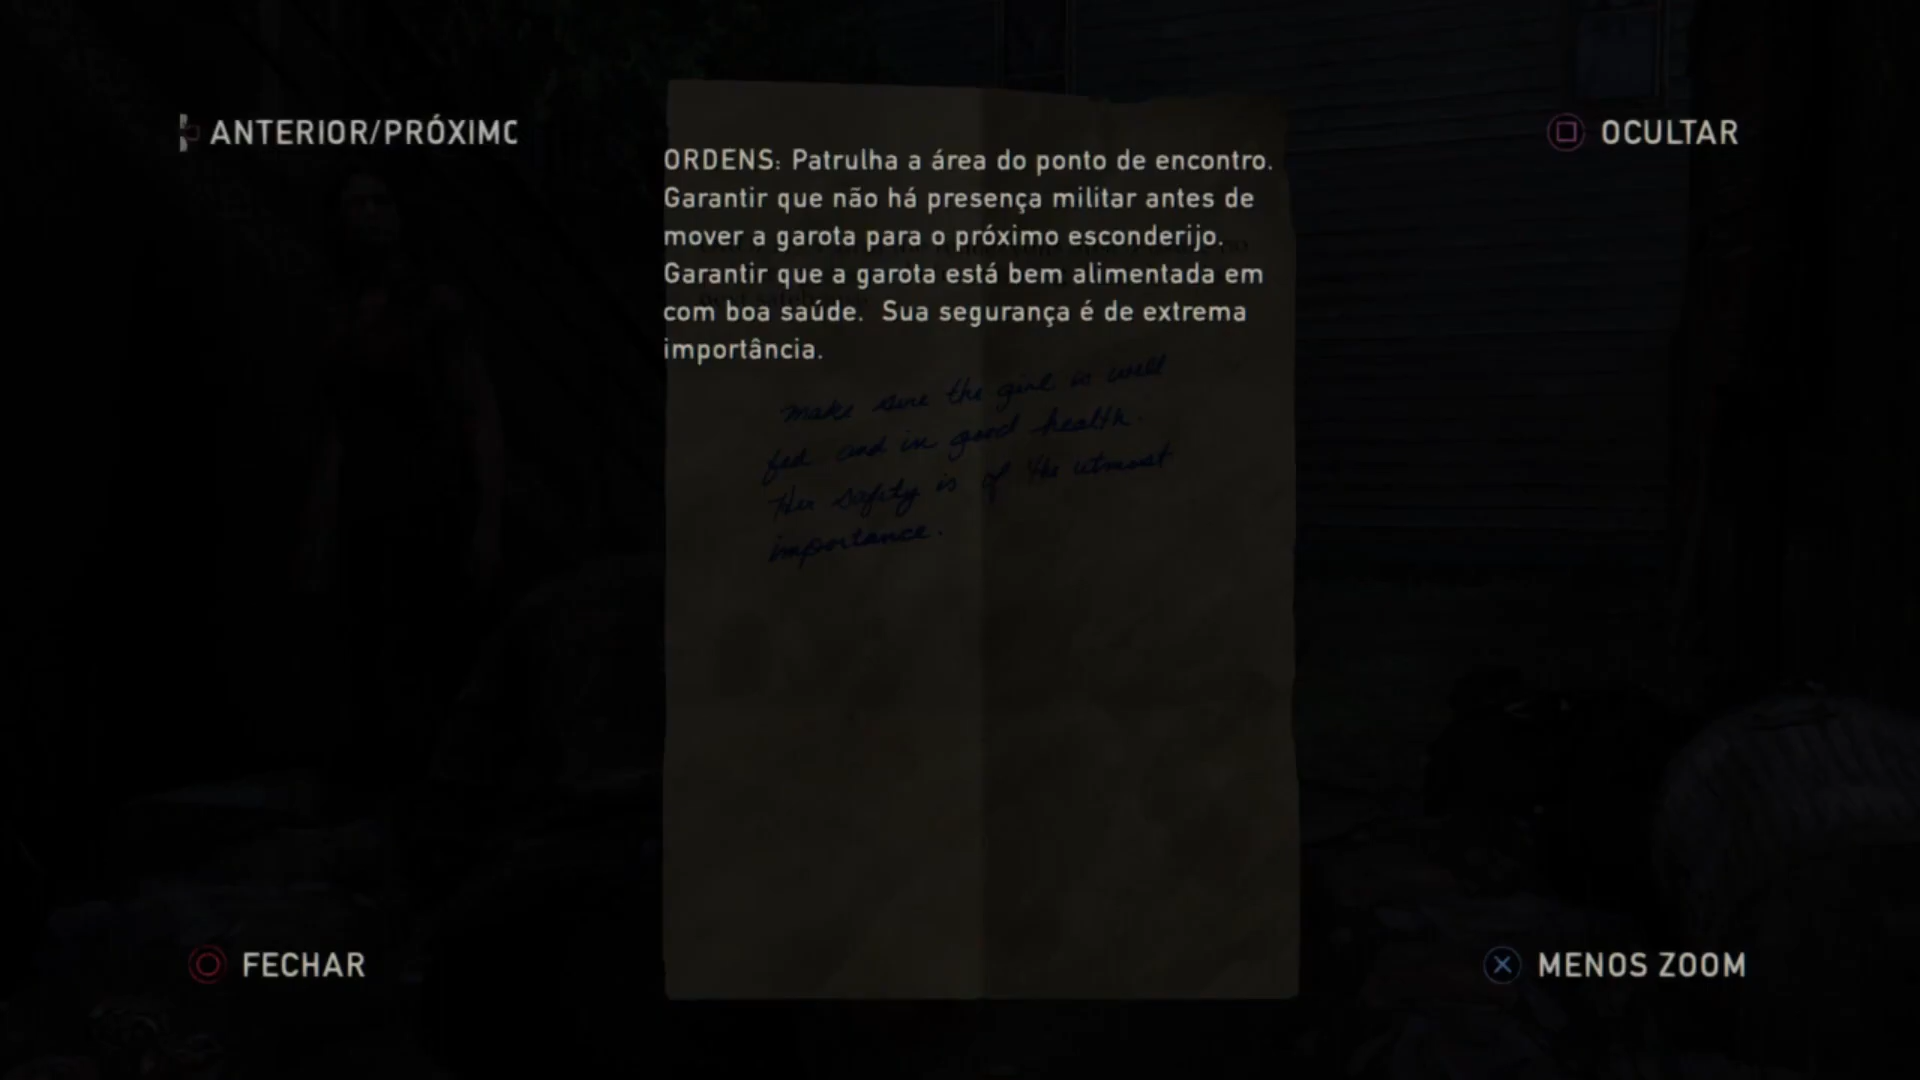 ANTERIOR/PRÓXIMO
OCULTAR
ORDENS: Patrulha a área do ponto de encontro.
Garantir que não há presença militar antes de
mover a garota para o próximo esconderijo.
Garantir que a garota está bem alimentada em
com boa saúde. Sua segurança é de extrema
importância.
make sure the girl is well
fed and in good health.
Her safety is of the utmost
importance.
FECHAR
MENOS ZOOM